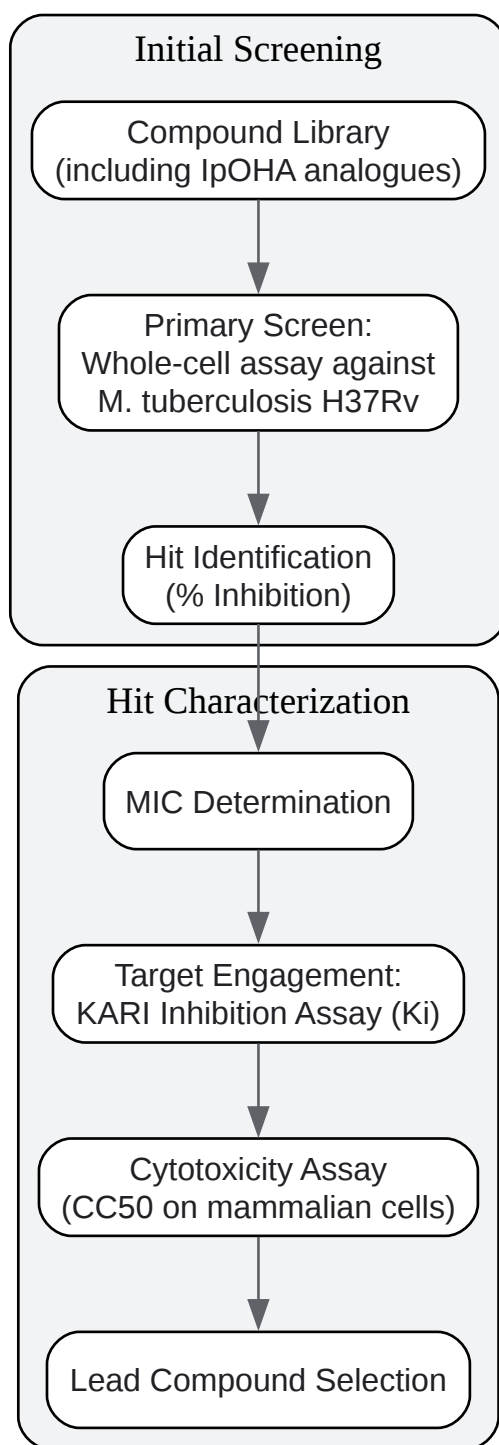 Initial Screening
Compound Library
(including IpOHA analogues)
Primary Screen:
Whole-cell assay against
M. tuberculosis H37Rv
Hit Identification
(% Inhibition)
Hit Characterization
MIC Determination
Target Engagement:
KARI Inhibition Assay (Ki)
Cytotoxicity Assay
(CC50 on mammalian cells)
Lead Compound Selection